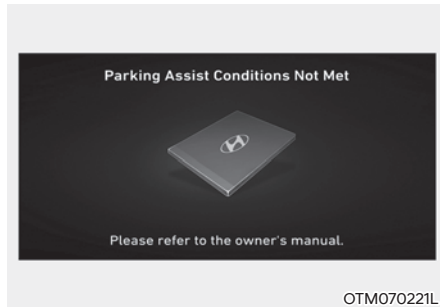 Parking Assist Conditions Not Met
Please refer to the owner's manual.
OTM070221L